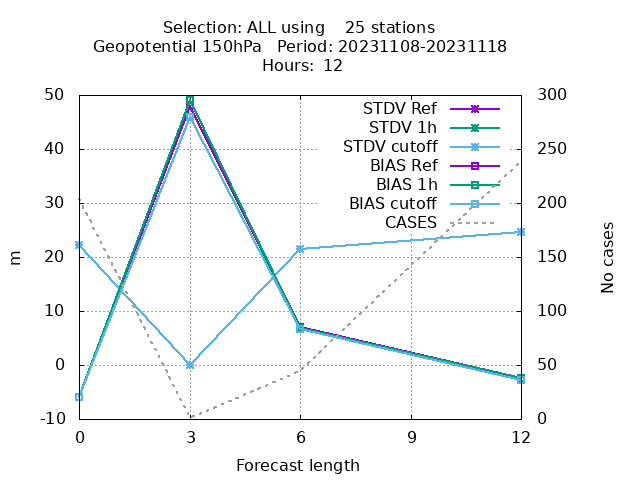 Selection: ALL using    25 stations
Geopotential 150hPa   Period: 20231108-20231118
Hours:  12
STDV Ref
STDV 1h
STDV cutoff
BIAS Ref
BIAS 1h
BIAS cutoff
CASES
50
40
30
20
10
0
-10
m
300
250
200
150
100
50
0
No cases
0
3
6
9
12
Forecast length